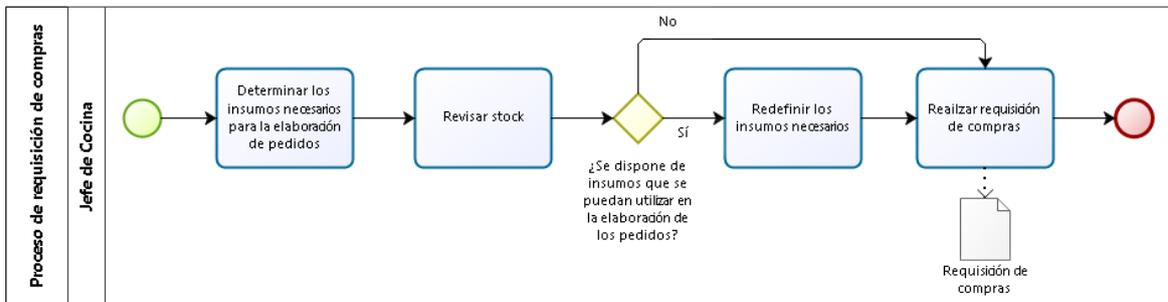 Proceso de requisición de compras
Jefe de Cocina
Determinar los
insumos necesarios
para la elaboración
de pedidos
Revisar stock
No
Sí
¿Se dispone de
insumos que se
puedan utilizar en
la elaboración de
los pedidos?
Redefinir los
insumos necesarios
Reailzar requisición
de compras
Requisición de
compras